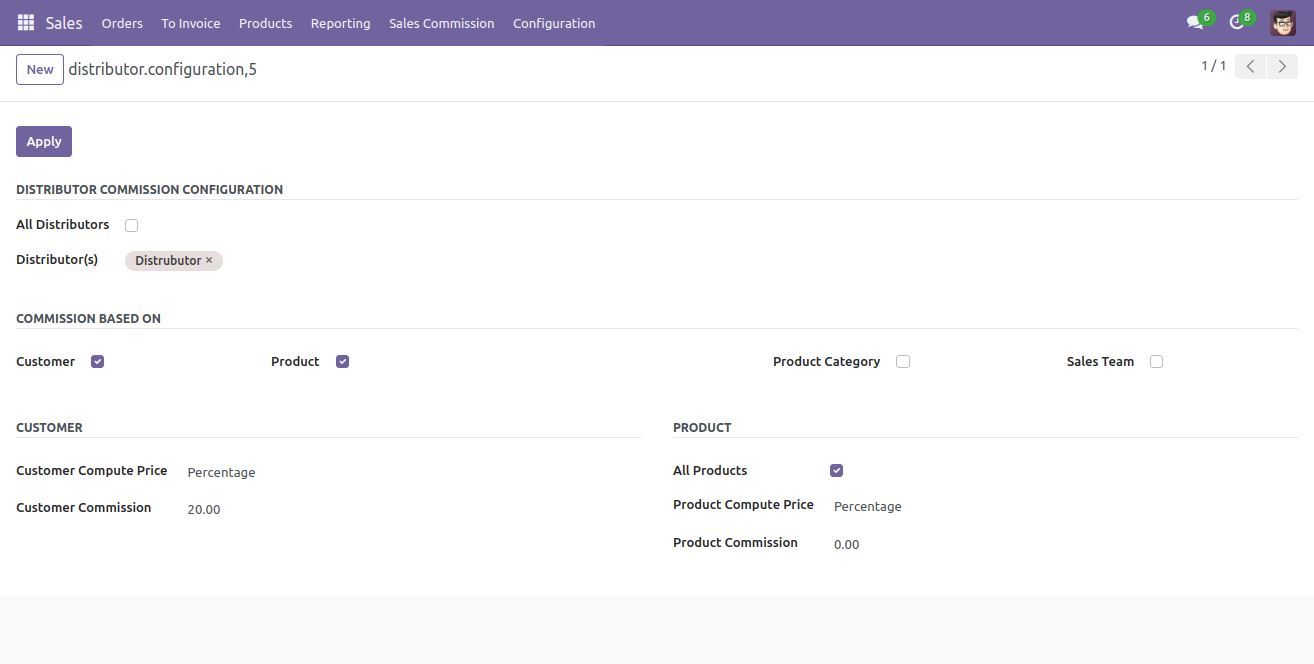 Sales Orders To Invoice Products Reporting Sales Commission Configuration 6 8
New distributor.configuration,5 1 / 1
Apply
DISTRIBUTOR COMMISSION CONFIGURATION
All Distributors
Distributor(s) Distrubutor ×
COMMISSION BASED ON
Customer Product Product Category Sales Team
CUSTOMER
Customer Compute Price Percentage
Customer Commission 20.00
PRODUCT
All Products
Product Compute Price Percentage
Product Commission 0.00